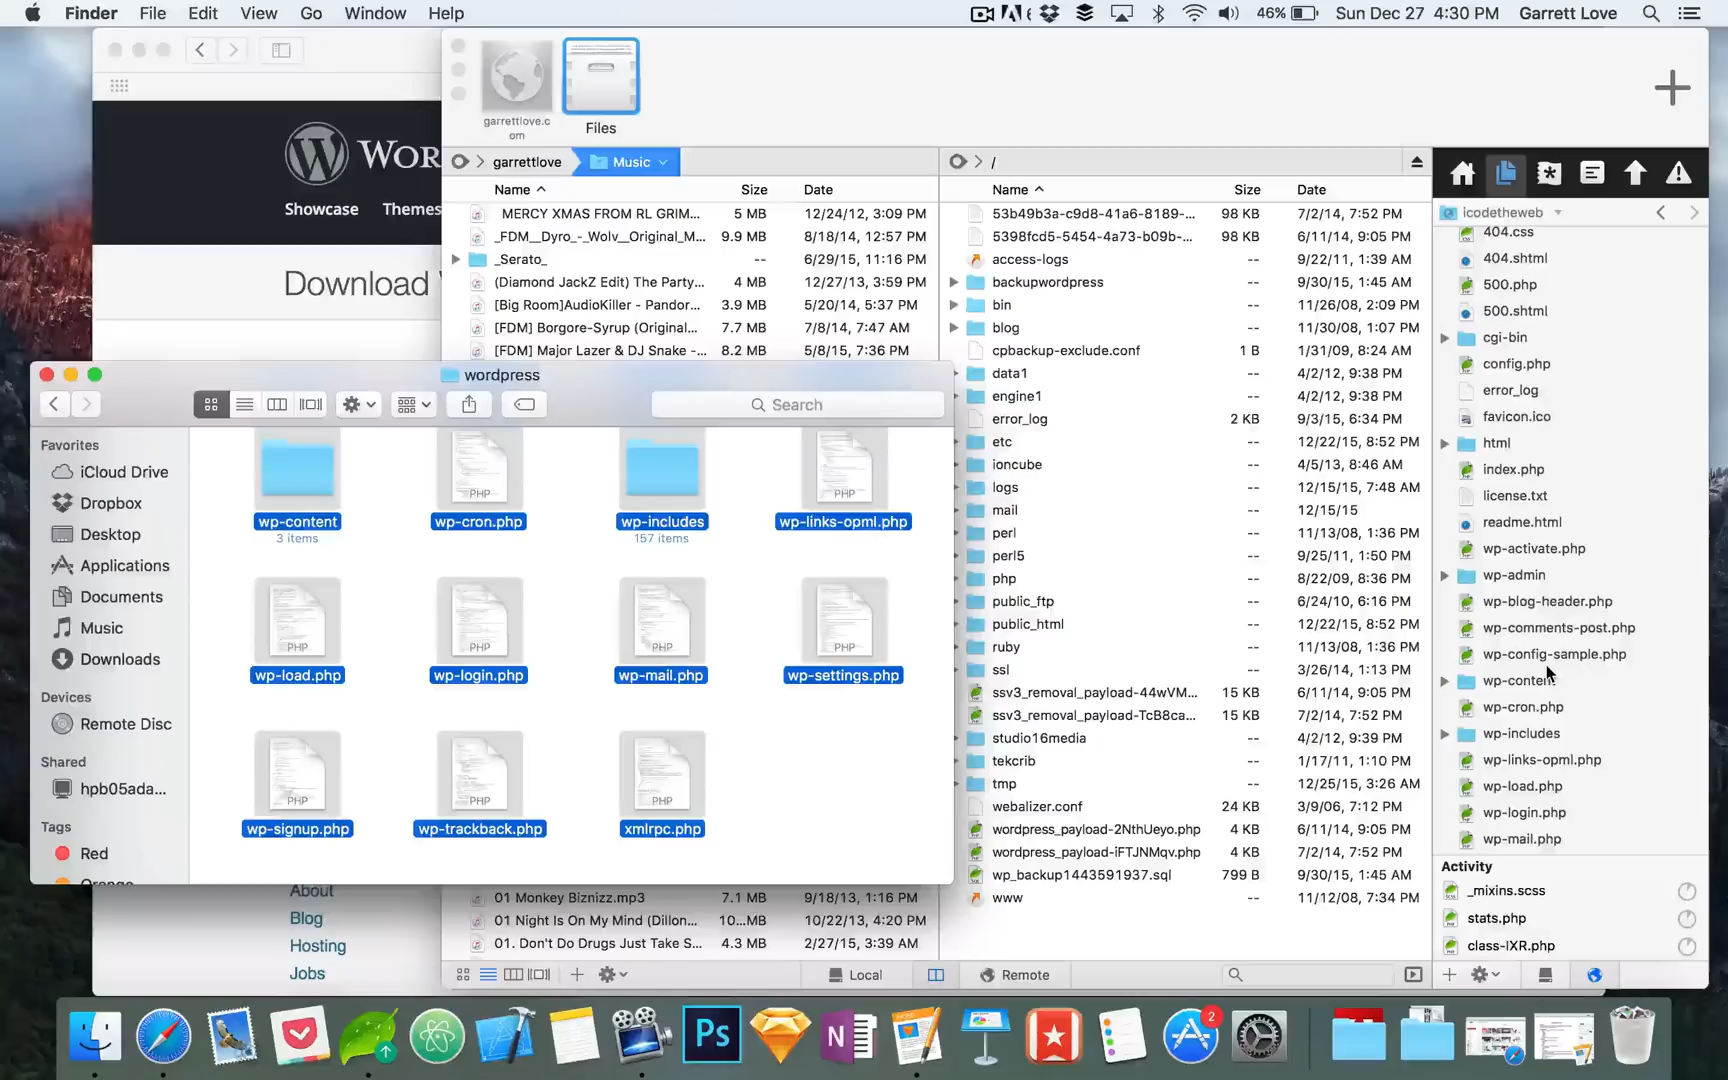 Finder File Edit View Go Window Help 46% Sun Dec 27 4:30 PM Garrett Love
garrettlove.c
om
Files
WOR
Showcase Themes
Download
garrettlove Music
Name Size Date
MERCY XMAS FROM RL GRIM... 5 MB 12/24/12, 3:09 PM
_FDM__Dyro_-_Wolv__Original_M... 9.9 MB 8/18/14, 12:57 PM
_Serato_ -- 6/29/15, 11:16 PM
(Diamond JackZ Edit) The Party... 4 MB 12/27/13, 3:59 PM
[Big Room]AudioKiller - Pandor... 3.9 MB 5/20/14, 5:37 PM
[FDM] Borgore-Syrup (Original... 7.7 MB 7/8/14, 7:47 AM
[FDM] Major Lazer & DJ Snake -... 8.2 MB 5/8/15, 7:36 PM
wordpress
Search
Favorites
iCloud Drive
Dropbox
Desktop
Applications
Documents
Music
Downloads
Devices
Remote Disc
Shared
hpb05ada...
Tags
Red
Orange
PHP PHP
wp-content wp-cron.php wp-includes wp-links-opml.php
3 items 157 items
PHP PHP PHP PHP
wp-load.php wp-login.php wp-mail.php wp-settings.php
PHP PHP PHP
wp-signup.php wp-trackback.php xmlrpc.php
About
Blog
Hosting
Jobs
01 Monkey Biznizz.mp3 7.1 MB 9/18/13, 1:16 PM
01 Night Is On My Mind (Dillon... 10...MB 10/22/13, 4:20 PM
01. Don't Do Drugs Just Take S... 4.3 MB 2/27/15, 3:39 AM
Local
/
Name Size Date
53b49b3a-c9d8-41a6-8189-... 98 KB 7/2/14, 7:52 PM
5398fcd5-5454-4a73-b09b-... 98 KB 6/11/14, 9:05 PM
access-logs -- 9/22/11, 1:39 AM
backupwordpress -- 9/30/15, 1:45 AM
bin -- 11/26/08, 2:09 PM
blog -- 11/30/08, 1:07 PM
cpbackup-exclude.conf 1 B 1/31/09, 8:24 AM
data1 -- 4/2/12, 9:38 PM
engine1 -- 4/2/12, 9:38 PM
error_log 2 KB 9/3/15, 6:34 PM
etc -- 12/22/15, 8:52 PM
ioncube -- 4/5/13, 8:46 AM
logs -- 12/15/15, 7:48 AM
mail -- 12/15/15
perl -- 11/13/08, 1:36 PM
perl5 -- 9/25/11, 1:50 PM
php -- 8/22/09, 8:36 PM
public_ftp -- 6/24/10, 6:16 PM
public_html -- 12/22/15, 8:52 PM
ruby -- 11/13/08, 1:36 PM
ssl -- 3/26/14, 1:13 PM
ssv3_removal_payload-44wVM... 15 KB 6/11/14, 9:05 PM
ssv3_removal_payload-TcB8ca... 15 KB 7/2/14, 7:52 PM
studio16media -- 4/2/12, 9:39 PM
tekcrib -- 1/17/11, 1:10 PM
tmp -- 12/25/15, 3:26 AM
webalizer.conf 24 KB 3/9/06, 7:12 PM
wordpress_payload-2NthUeyo.php 4 KB 6/11/14, 9:05 PM
wordpress_payload-iFTJNMqv.php 4 KB 7/2/14, 7:52 PM
wp_backup1443591937.sql 799 B 9/30/15, 1:45 AM
www -- 11/12/08, 7:34 PM
Remote
icodetheweb
404.css
404.shtml
500.php
500.shtml
cgi-bin
config.php
error_log
favicon.ico
html
index.php
license.txt
readme.html
wp-activate.php
wp-admin
wp-blog-header.php
wp-comments-post.php
wp-config-sample.php
wp-content
wp-cron.php
wp-includes
wp-links-opml.php
wp-load.php
wp-login.php
wp-mail.php
Activity
_mixins.scss
stats.php
class-IXR.php
Ps
N
2